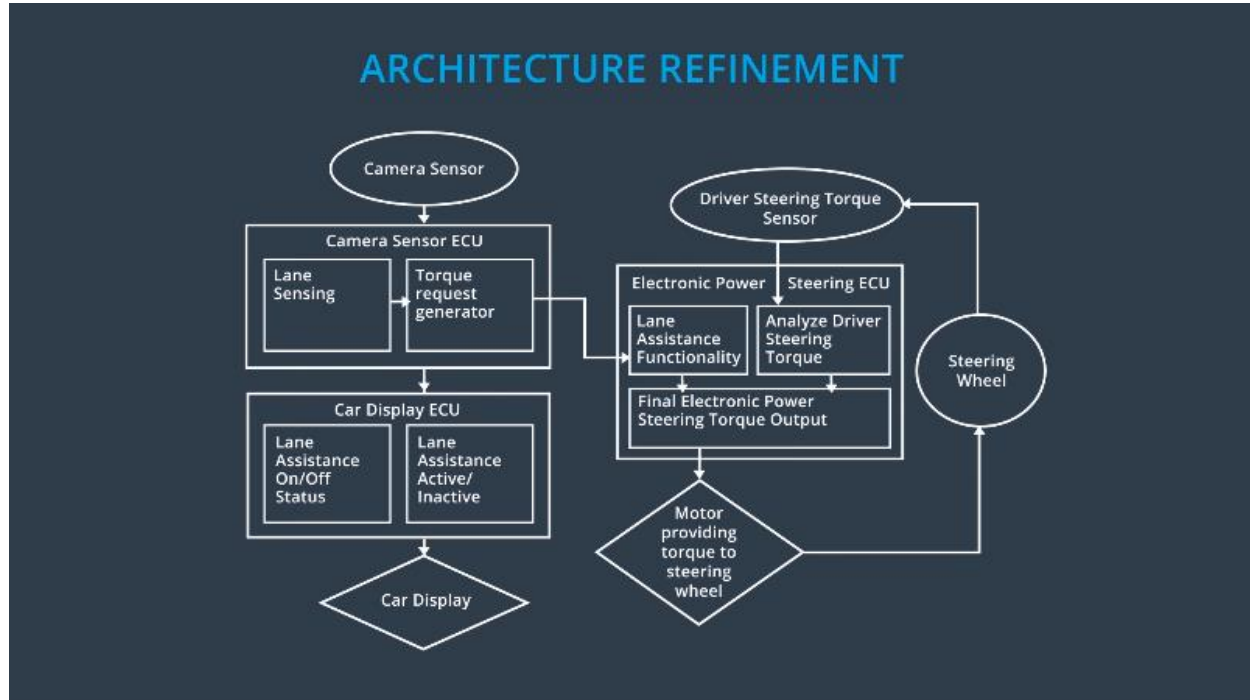 ARCHITECTURE REFINEMENT
Camera Sensor
Camera Sensor ECU
Lane
Sensing
Torque
request
generator
Car Display ECU
Lane
Assistance
On/Off
Status
Lane
Assistance
Active/
Inactive
Car Display
Driver Steering Torque
Sensor
Electronic Power Steering ECU
Lane
Assistance
Functionality
Analyze Driver
Steering
Torque
Final Electronic Power
Steering Torque Output
Motor
providing
torque to
steering
wheel
Steering
Wheel